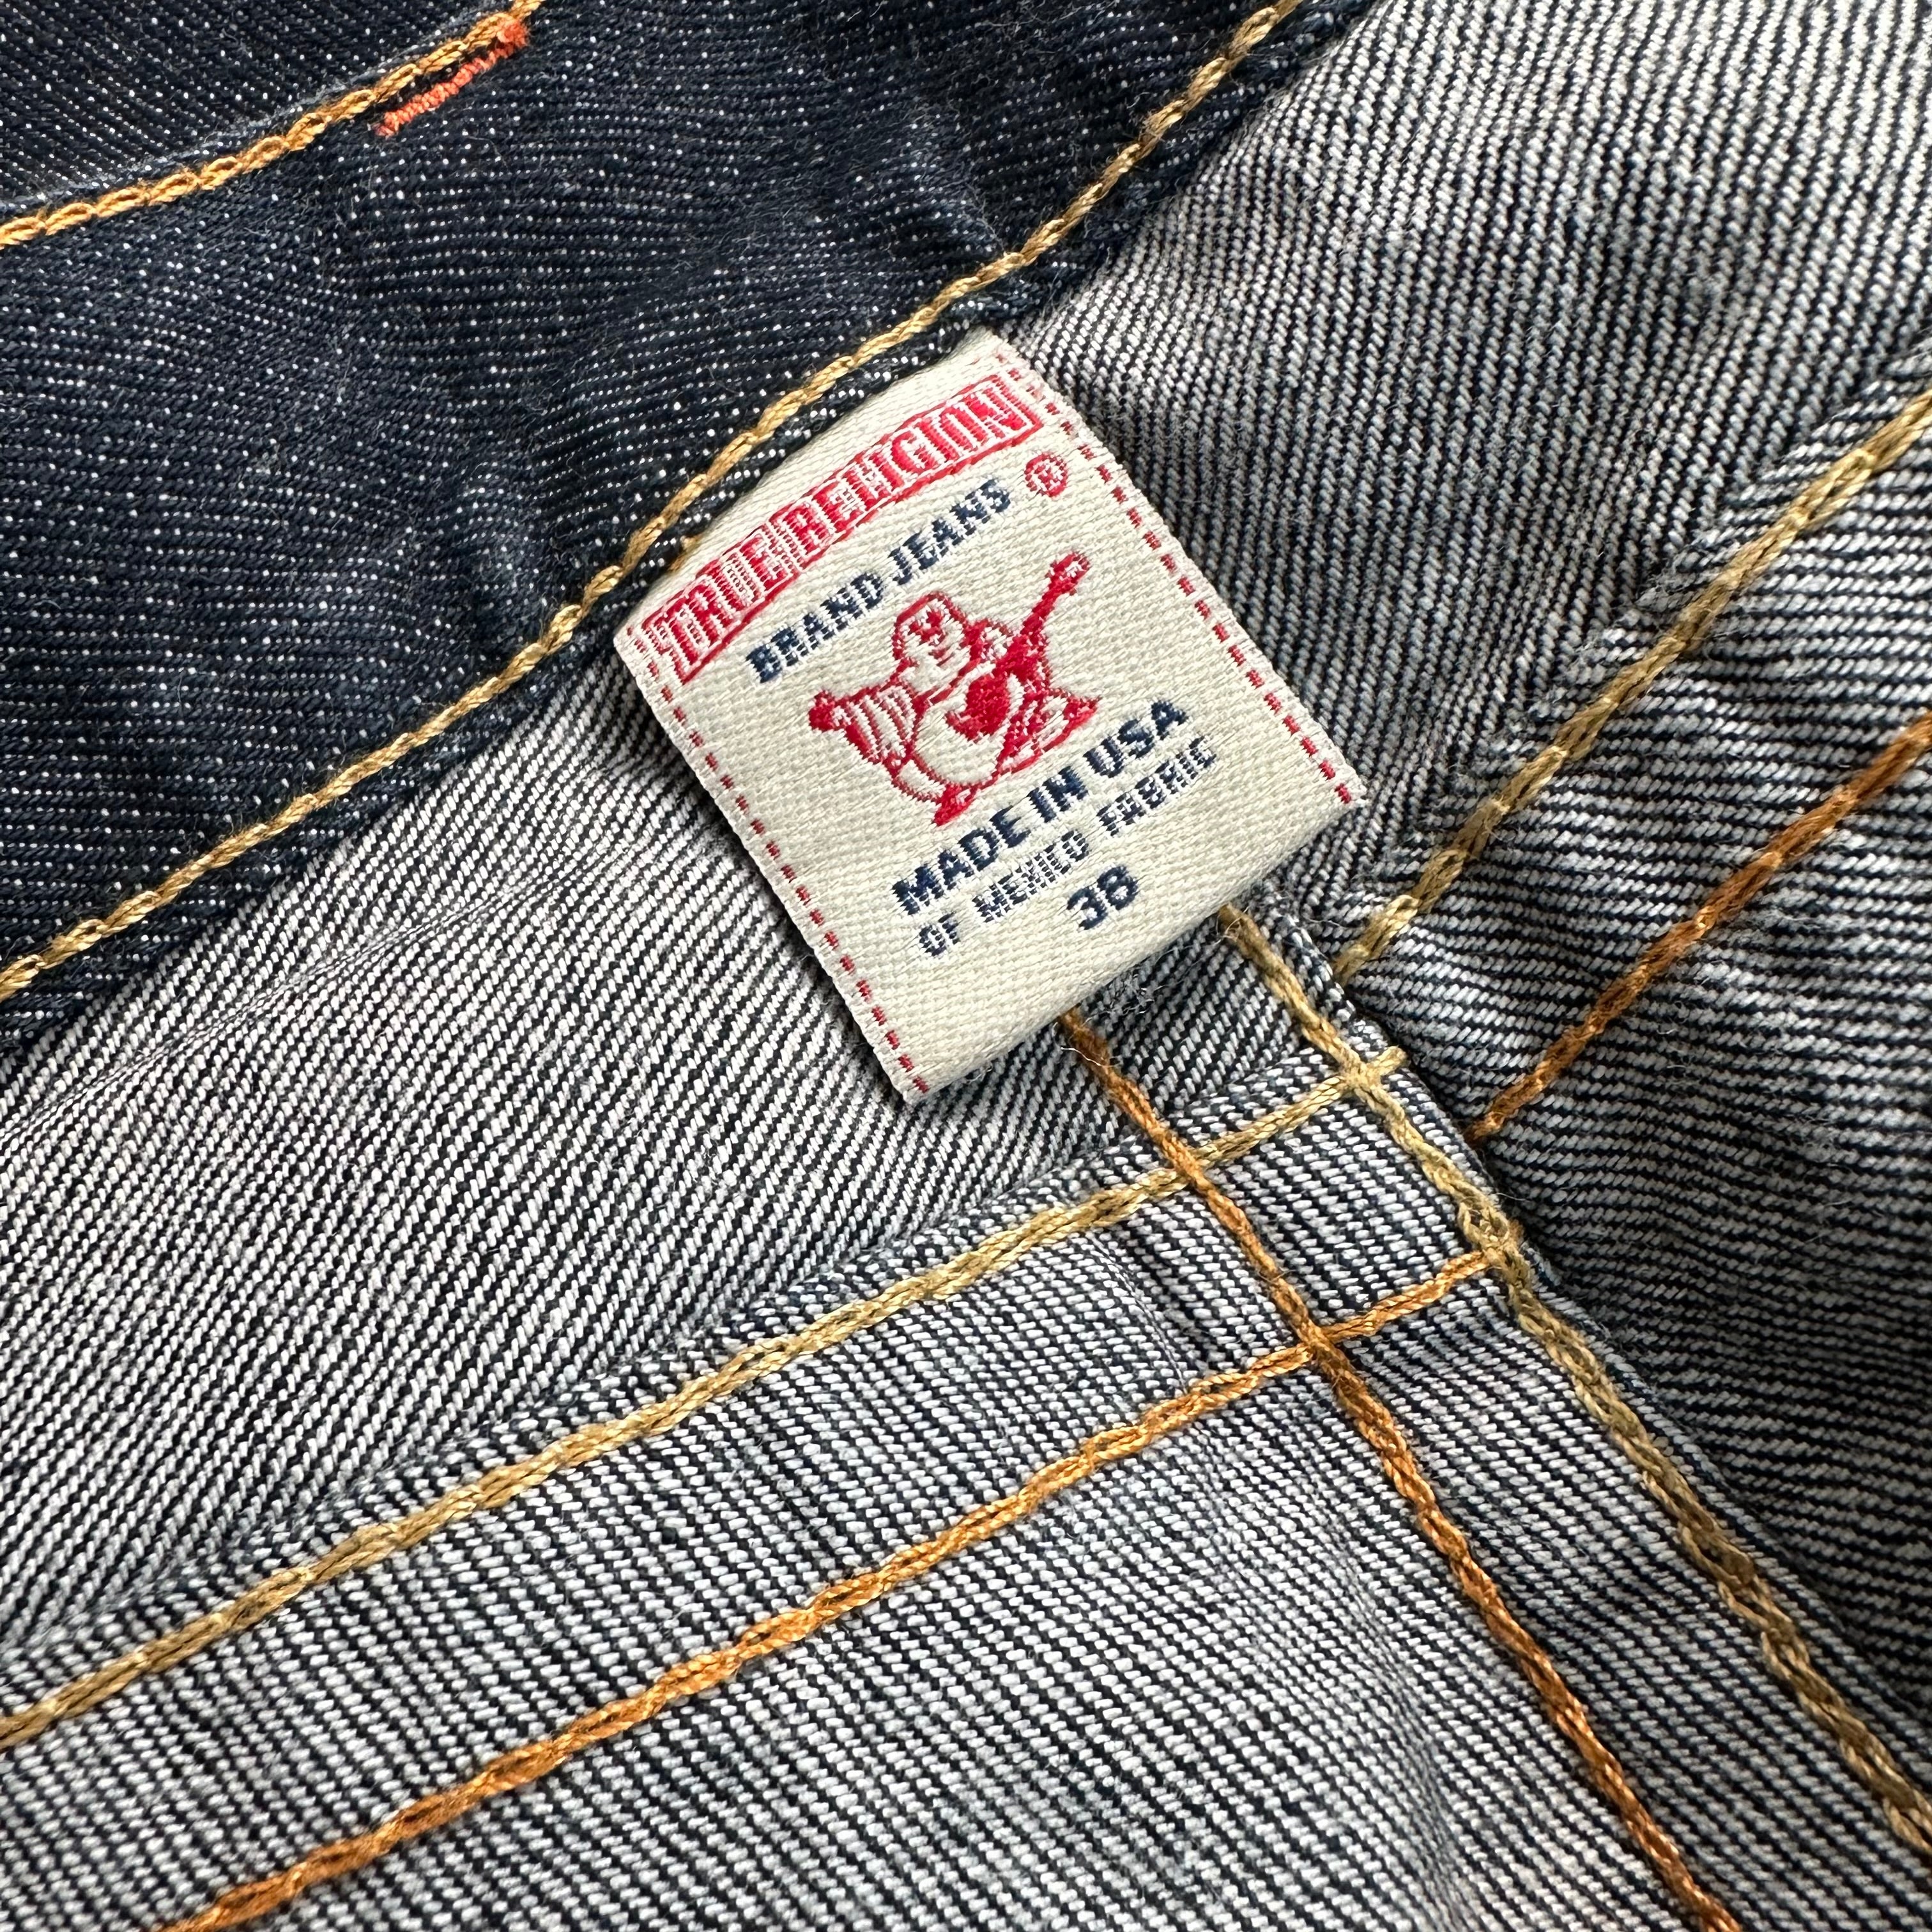 TRUE RELIGION
®
BRAND JEANS
MADE IN USA
OF MEXICO FABRIC
38